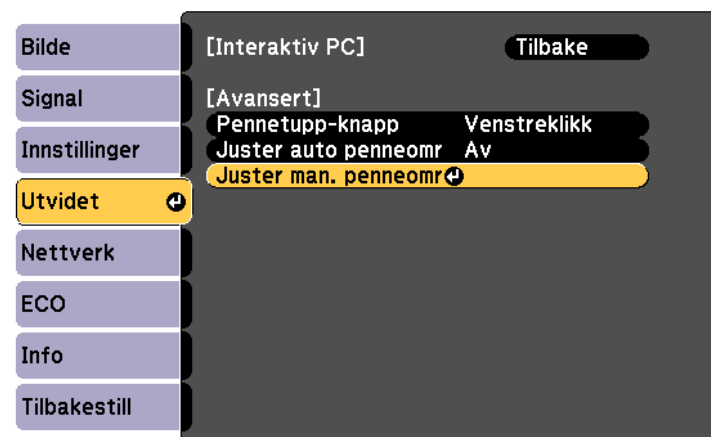 Bilde
Signal
Innstillinger
Utvidet
Nettverk
ECO
Info
Tilbakestill
[Interaktiv PC] Tilbake
[Avansert]
Pennetupp-knapp Venstreklikk
Juster auto penneomr Av
Juster man. penneomr